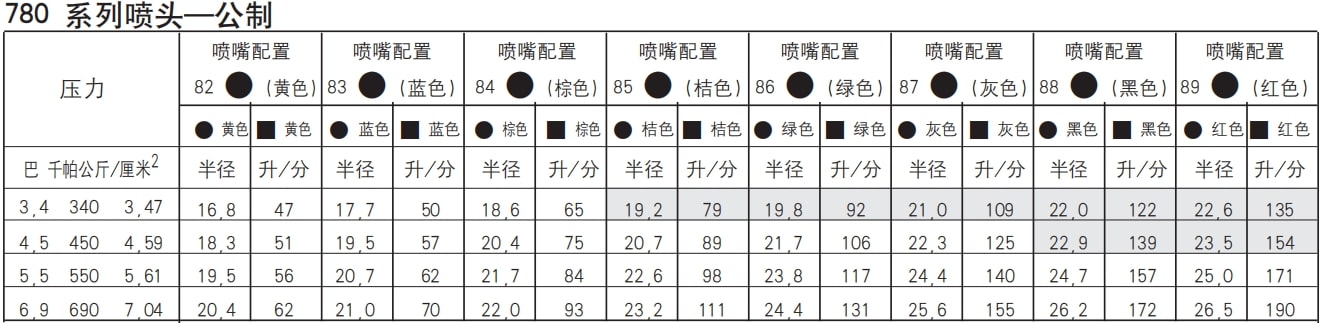 780 系列喷头—公制
压力 喷嘴配置 喷嘴配置 喷嘴配置 喷嘴配置 喷嘴配置 喷嘴配置 喷嘴配置 喷嘴配置
82 ● (黄色) 83 ● (蓝色) 84 ● (棕色) 85 ● (桔色) 86 ● (绿色) 87 ● (灰色) 88 ● (黑色) 89 ● (红色)
● 黄色 ■ 黄色 ● 蓝色 ■ 蓝色 ● 棕色 ■ 棕色 ● 桔色 ■ 桔色 ● 绿色 ■ 绿色 ● 灰色 ■ 灰色 ● 黑色 ■ 黑色 ● 红色 ■ 红色
巴 千帕公斤/厘米2 半径 升/分 半径 升/分 半径 升/分 半径 升/分 半径 升/分 半径 升/分 半径 升/分 半径 升/分
3,4 340 3,47 16,8 47 17,7 50 18,6 65 19,2 79 19,8 92 21,0 109 22,0 122 22,6 135
4,5 450 4,59 18,3 51 19,5 57 20,4 75 20,7 89 21,7 106 22,3 125 22,9 139 23,5 154
5,5 550 5,61 19,5 56 20,7 62 21,7 84 22,6 98 23,8 117 24,4 140 24,7 157 25,0 171
6,9 690 7,04 20,4 62 21,0 70 22,0 93 23,2 111 24,4 131 25,6 155 26,2 172 26,5 190